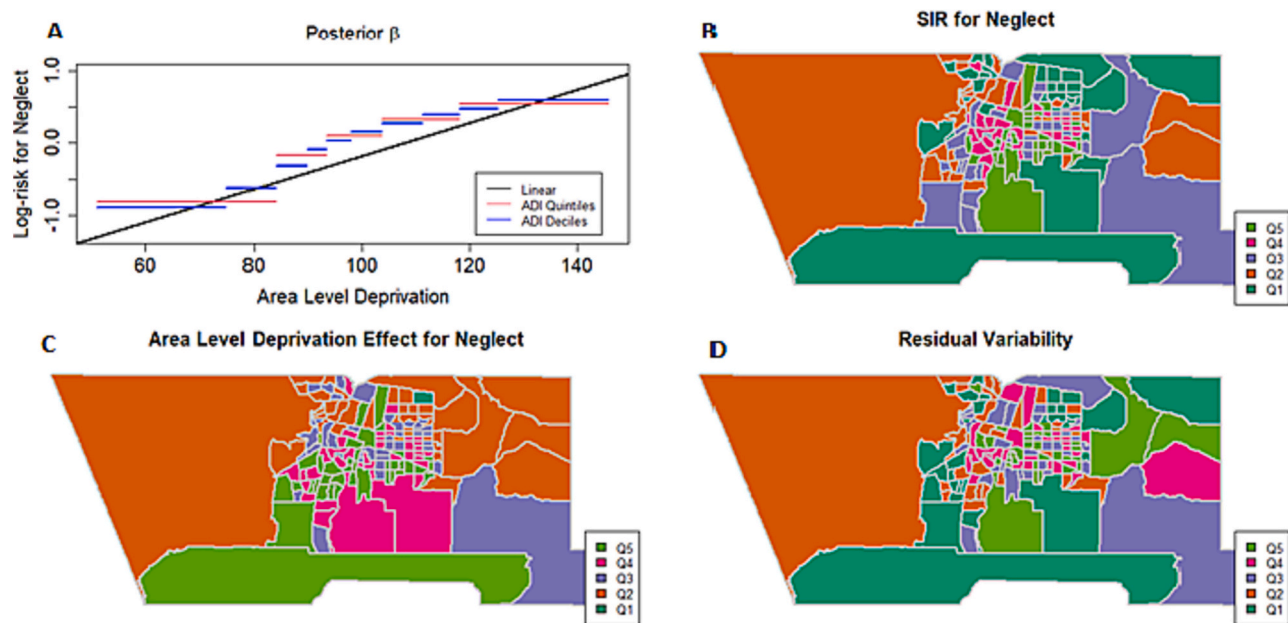 A
Posterior β
Log-risk for Neglect
1.0
0.0
-1.0
Linear
ADI Quintiles
ADI Deciles
60 80 100 120 140
Area Level Deprivation
B
SIR for Neglect
Q5
Q4
Q3
Q2
Q1
C
Area Level Deprivation Effect for Neglect
Q5
Q4
Q3
Q2
Q1
D
Residual Variability
Q5
Q4
Q3
Q2
Q1